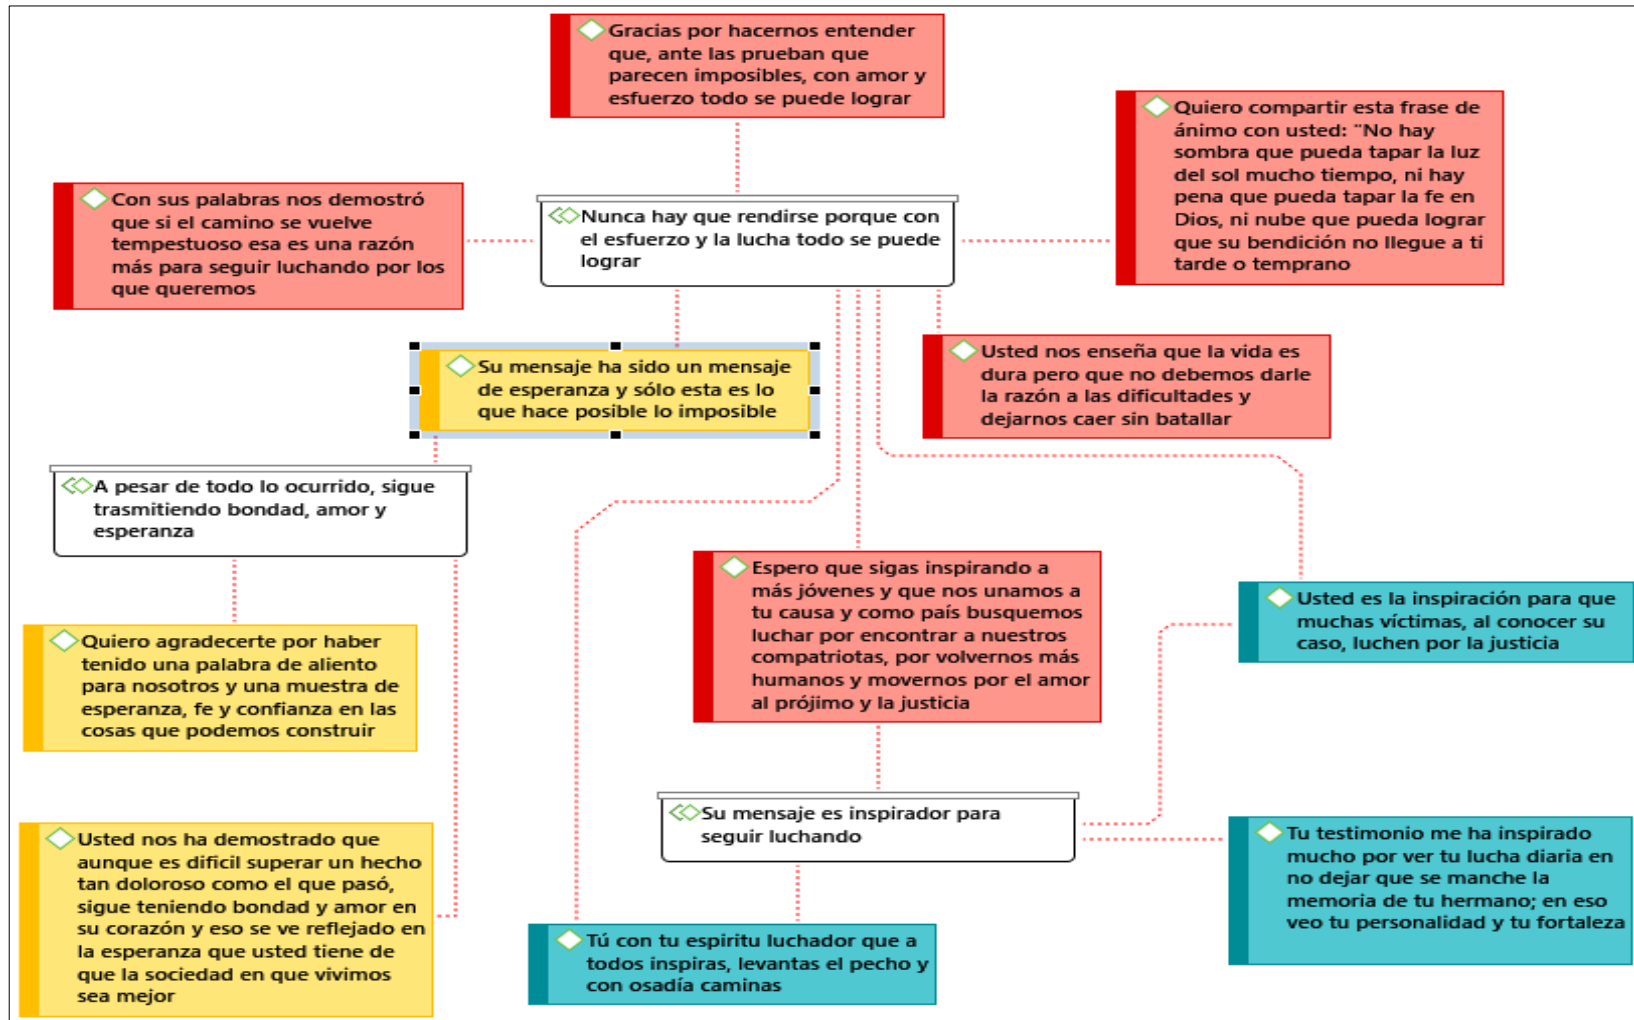 Gracias por hacernos entender
que, ante las prueban que
parecen imposibles, con amor y
esfuerzo todo se puede lograr
Quiero compartir esta frase de
ánimo con usted: "No hay
sombra que pueda tapar la luz
del sol mucho tiempo, ni hay
pena que pueda tapar la fe en
Dios, ni nube que pueda lograr
que su bendición no llegue a ti
tarde o temprano
Con sus palabras nos demostró
que si el camino se vuelve
tempestuoso esa es una razón
más para seguir luchando por los
que queremos
Nunca hay que rendirse porque con
el esfuerzo y la lucha todo se puede
lograr
Su mensaje ha sido un mensaje
de esperanza y sólo esta es lo
que hace posible lo imposible
Usted nos enseña que la vida es
dura pero que no debemos darle
la razón a las dificultades y
dejarnos caer sin batallar
A pesar de todo lo ocurrido, sigue
trasmitiendo bondad, amor y
esperanza
Espero que sigas inspirando a
más jóvenes y que nos unamos a
tu causa y como país busquemos
luchar por encontrar a nuestros
compatriotas, por volvernos más
humanos y movernos por el amor
al prójimo y la justicia
Usted es la inspiración para que
muchas víctimas, al conocer su
caso, luchen por la justicia
Quiero agradecerte por haber
tenido una palabra de aliento
para nosotros y una muestra de
esperanza, fe y confianza en las
cosas que podemos construir
Su mensaje es inspirador para
seguir luchando
Usted nos ha demostrado que
aunque es dificil superar un hecho
tan doloroso como el que pasó,
sigue teniendo bondad y amor en
su corazón y eso se ve reflejado en
la esperanza que usted tiene de
que la sociedad en que vivimos
sea mejor
Tu testimonio me ha inspirado
mucho por ver tu lucha diaria en
no dejar que se manche la
memoria de tu hermano; en eso
veo tu personalidad y tu fortaleza
Tú con tu espiritu luchador que a
todos inspiras, levantas el pecho y
con osadía caminas